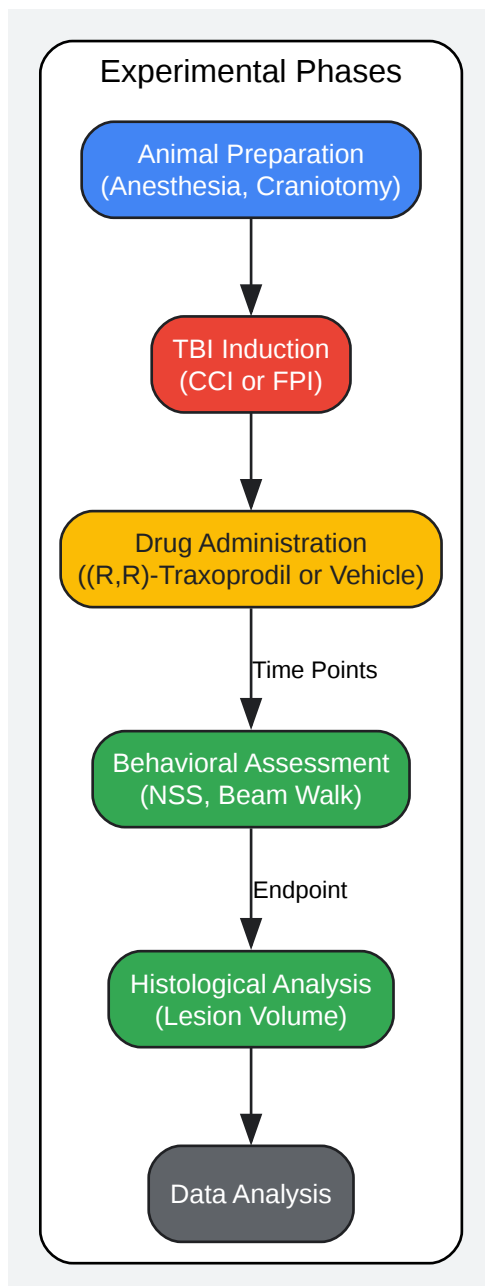 Experimental Phases
Animal Preparation
(Anesthesia, Craniotomy)
TBI Induction
(CCI or FPI)
Drug Administration
((R,R)-Traxoprodil or Vehicle)
Time Points
Behavioral Assessment
(NSS, Beam Walk)
Endpoint
Histological Analysis
(Lesion Volume)
Data Analysis